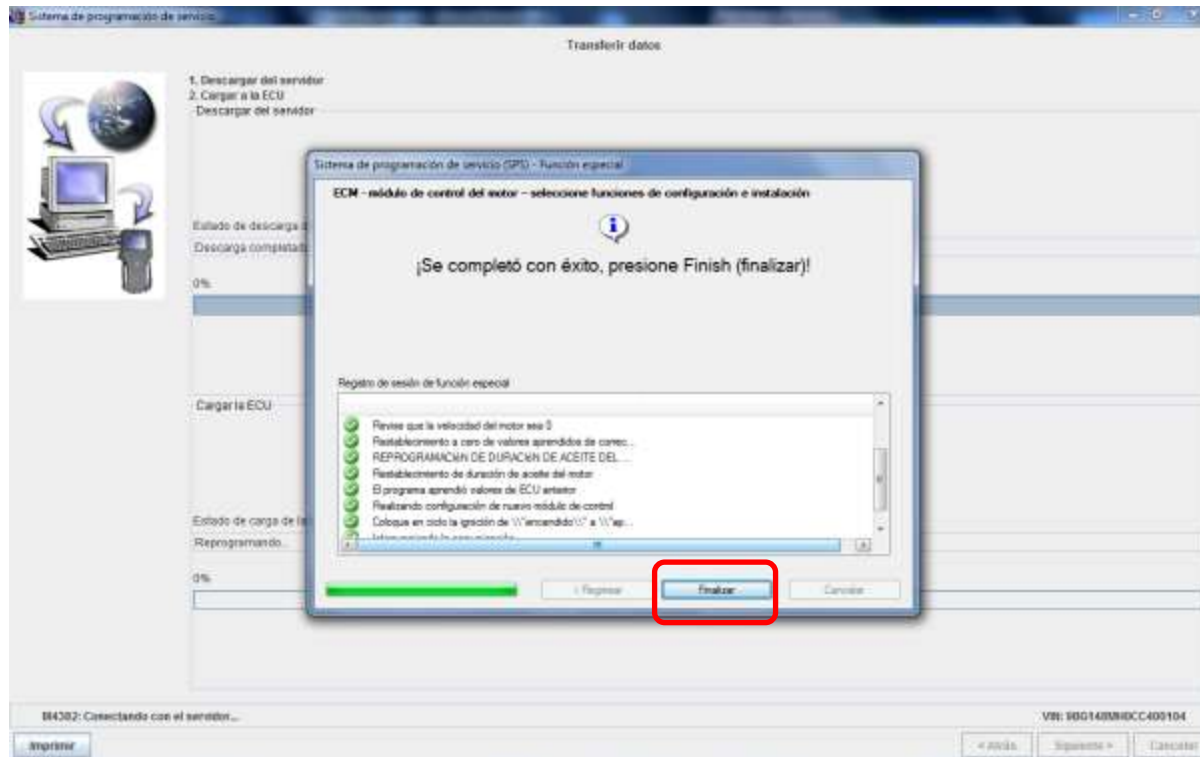 Sistema de programación de servicio
Transferir datos
1. Descargar del servidor
2. Cargar a la ECU
Descargar del servidor
Sistema de programación de servicio (SPS) - Función especial
ECM - módulo de control del motor - seleccione funciones de configuración e instalación
¡Se completó con éxito, presione Finish (finalizar)!
Estado de descarga
Descarga completada
0%
Registro de sesión de función especial
Revise que la velocidad del motor sea 0
Restablecimiento a cero de valores aprendidos de correc...
REPROGRAMACIóN DE DURACIóN DE ACEITE DEL ...
Restablecimiento de duración de aceite del motor
El programa aprendió valores de ECU anterior
Realizando configuración de nuevo módulo de control
Coloque en ciclo la ignición de \\"encendido\\" a \\"ap...
Cargar la ECU
Estado de carga de la
Reprogramando...
0%
< Regresar
Finalizar
Cancelar
Conectando con el servidor...
VIN:
Imprimir
< Atrás
Siguiente >
Cancelar